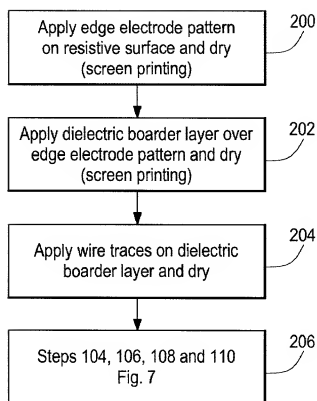 Apply edge electrode pattern
on resistive surface and dry
(screen printing)
200
Apply dielectric boarder layer over
edge electrode pattern and dry
(screen printing)
202
Apply wire traces on dielectric
boarder layer and dry
204
Steps 104, 106, 108 and 110
Fig. 7
206